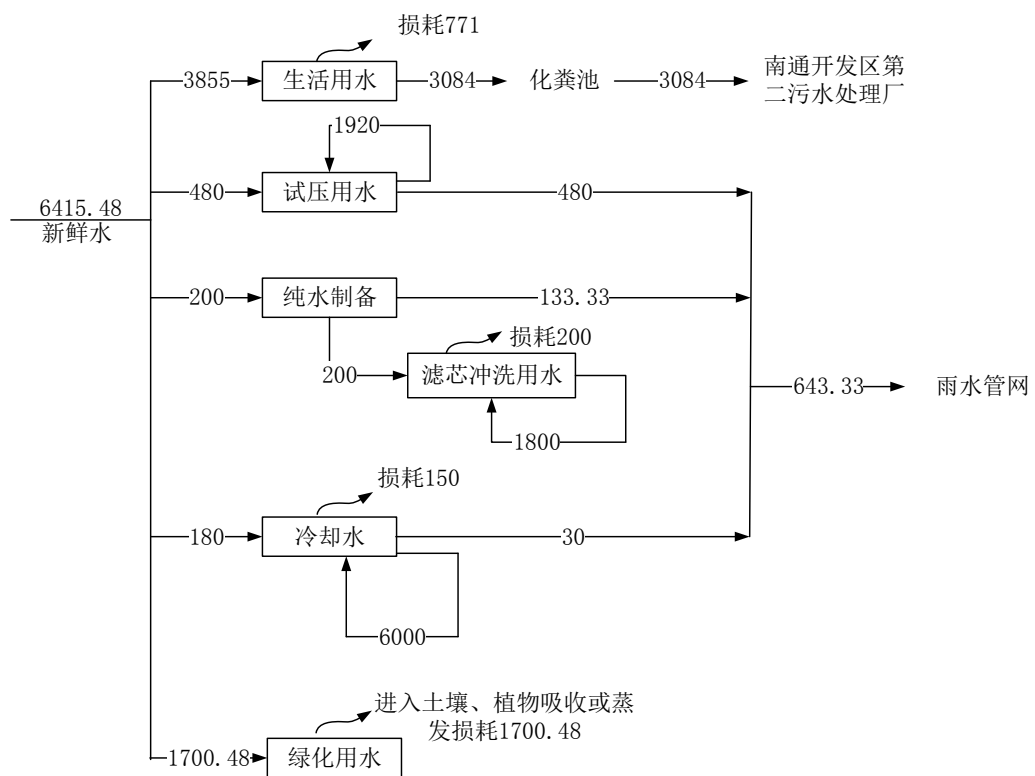 损耗771
3855
生活用水
3084
化粪池
3084
南通开发区第
二污水处理厂
1920
480
试压用水
480
6415.48
新鲜水
200
纯水制备
133.33
损耗200
200
滤芯冲洗用水
643.33
雨水管网
1800
损耗150
180
冷却水
30
6000
进入土壤、植物吸收或蒸
发损耗1700.48
1700.48
绿化用水